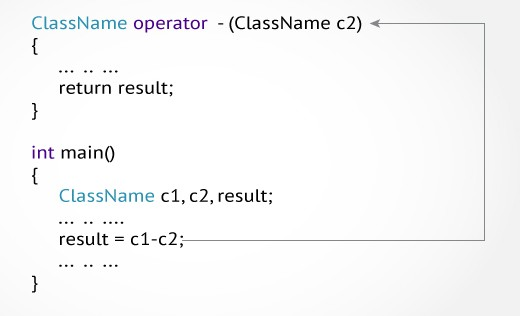 ClassName operator - (ClassName c2)
{
... .. ...
return result;
}
int main()
{
ClassName c1, c2, result;
... .. ....
result = c1-c2;
... .. ...
}